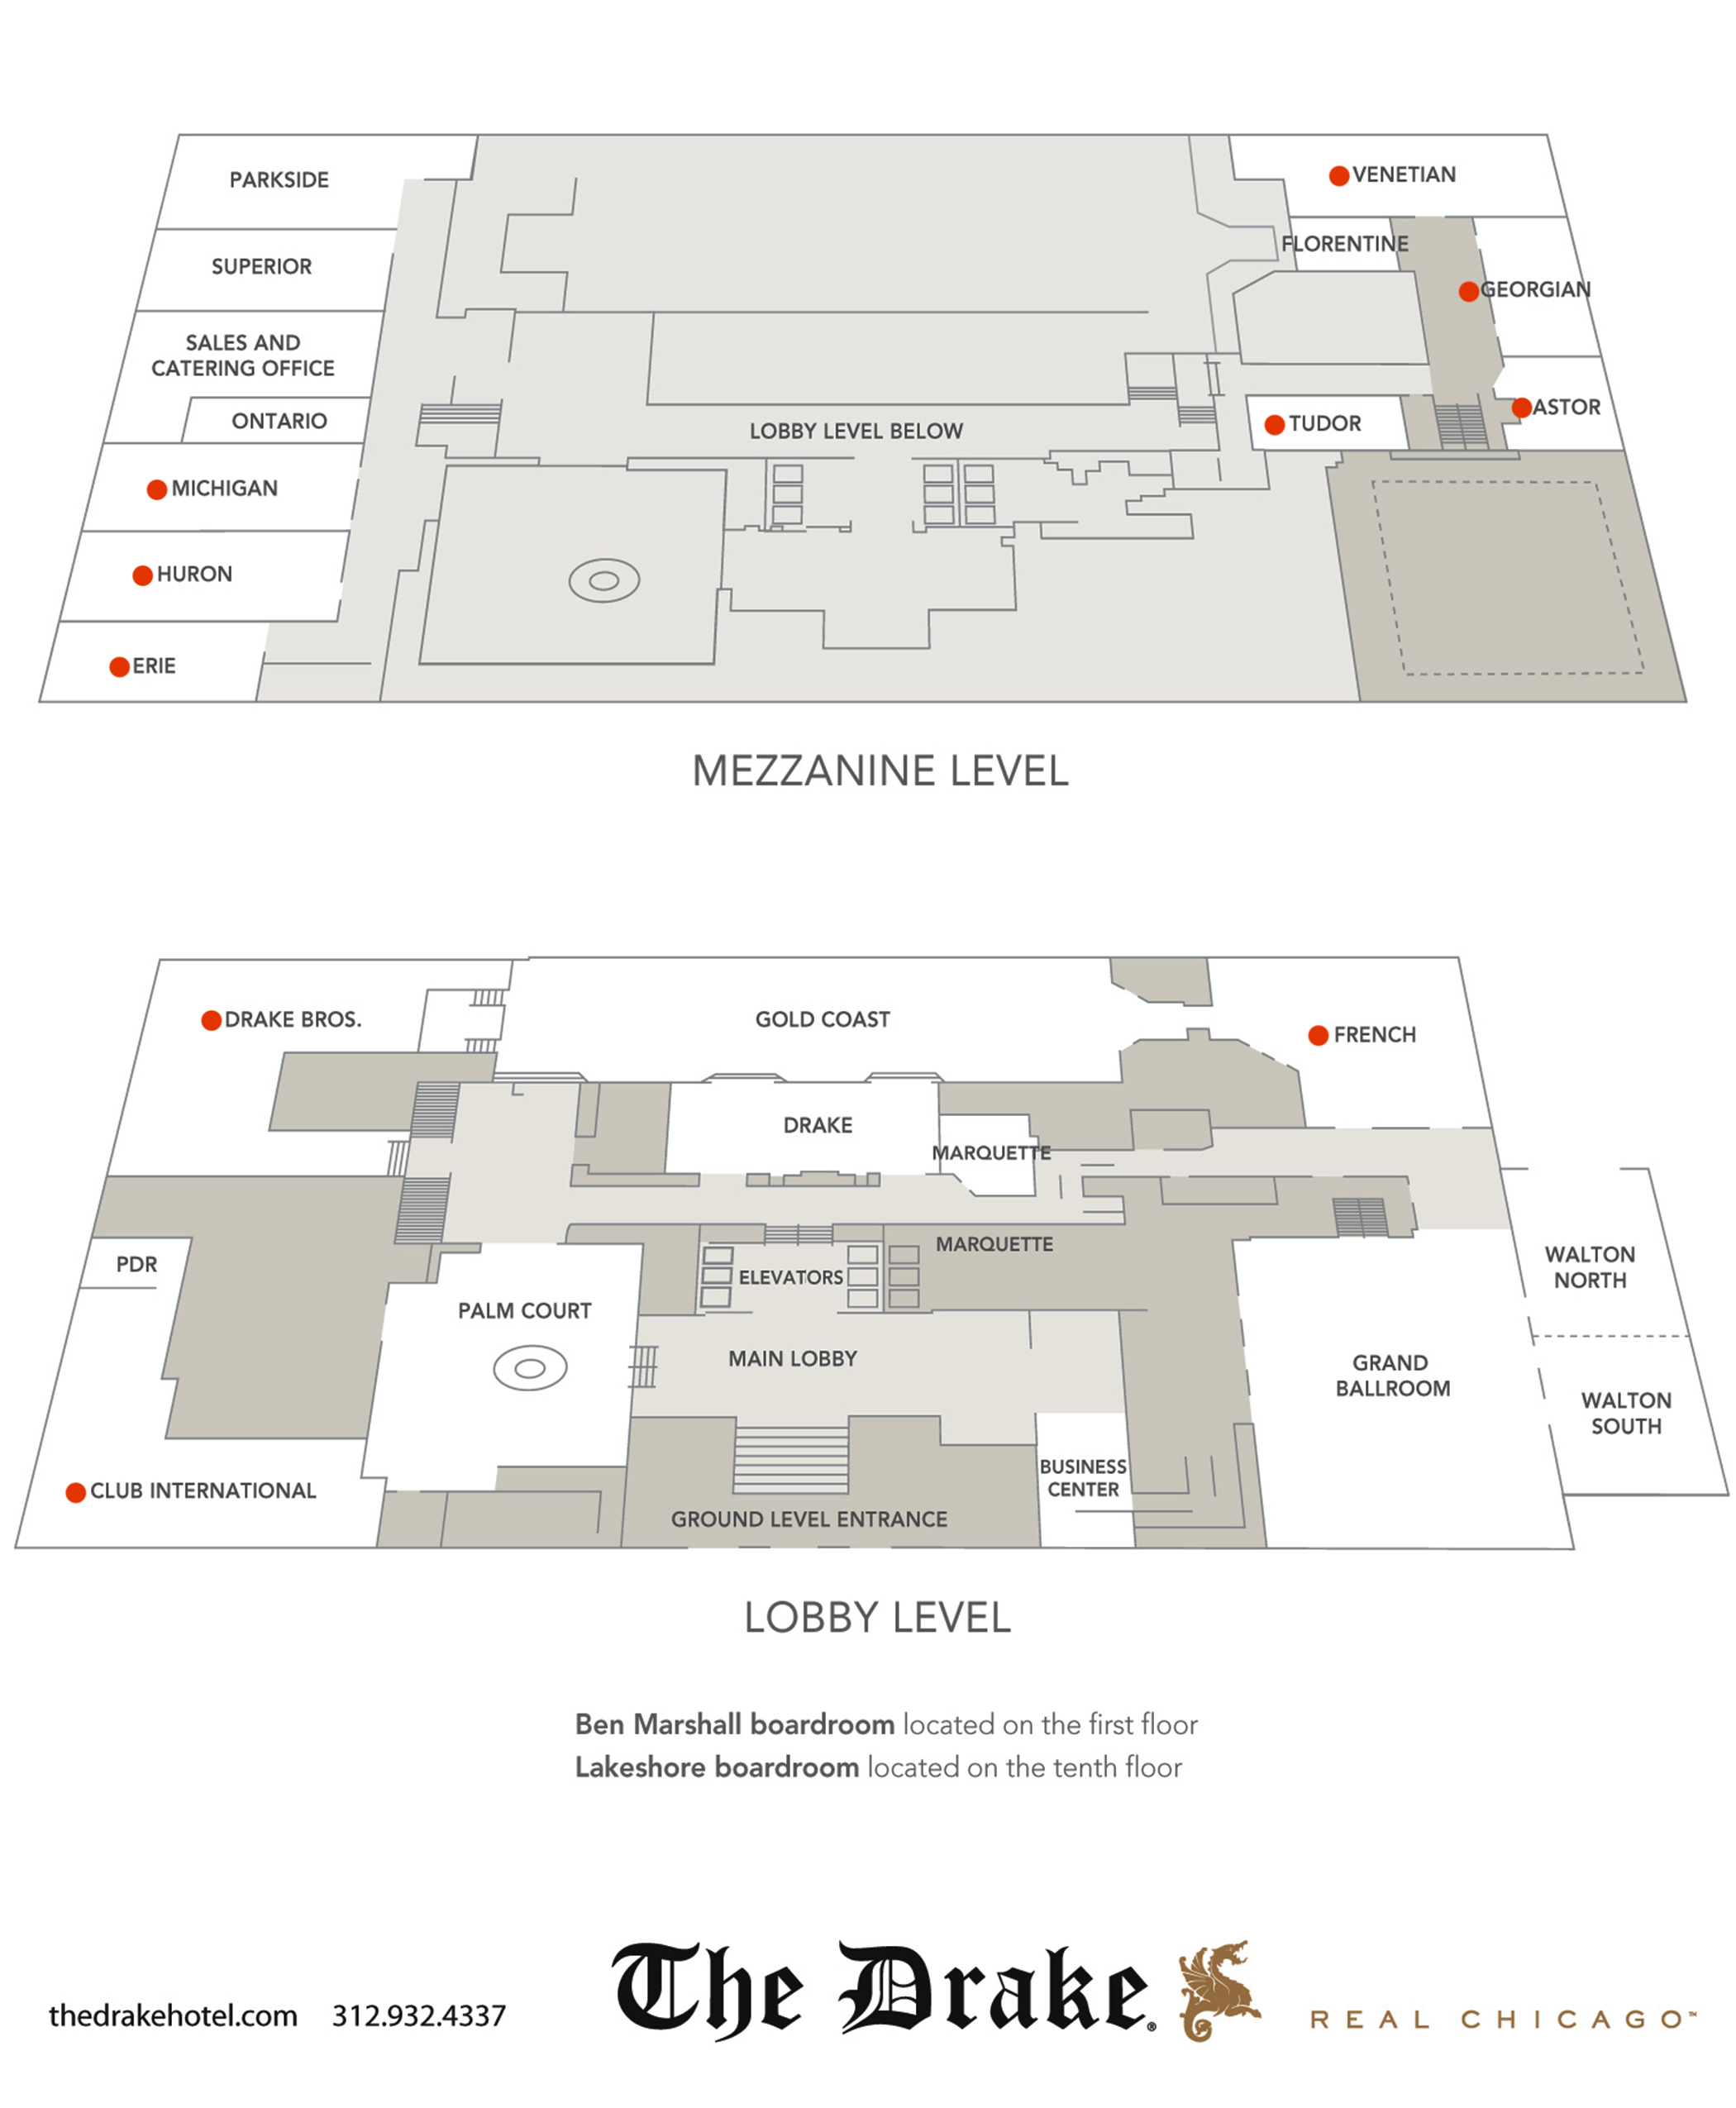 PARKSIDE
VENETIAN
SUPERIOR
FLORENTINE
GEORGIAN
SALES AND
CATERING OFFICE
ONTARIO
ASTOR
TUDOR
LOBBY LEVEL BELOW
MICHIGAN
HURON
ERIE
MEZZANINE LEVEL
DRAKE BROS.
GOLD COAST
FRENCH
DRAKE
MARQUETTE
MARQUETTE
PDR
ELEVATORS
WALTON
NORTH
PALM COURT
MAIN LOBBY
GRAND
BALLROOM
WALTON
SOUTH
BUSINESS
CENTER
CLUB INTERNATIONAL
GROUND LEVEL ENTRANCE
LOBBY LEVEL
Ben Marshall boardroom located on the first floor
Lakeshore boardroom located on the tenth floor
thedrakehotel.com 312.932.4337
The Drake®
REAL CHICAGO™